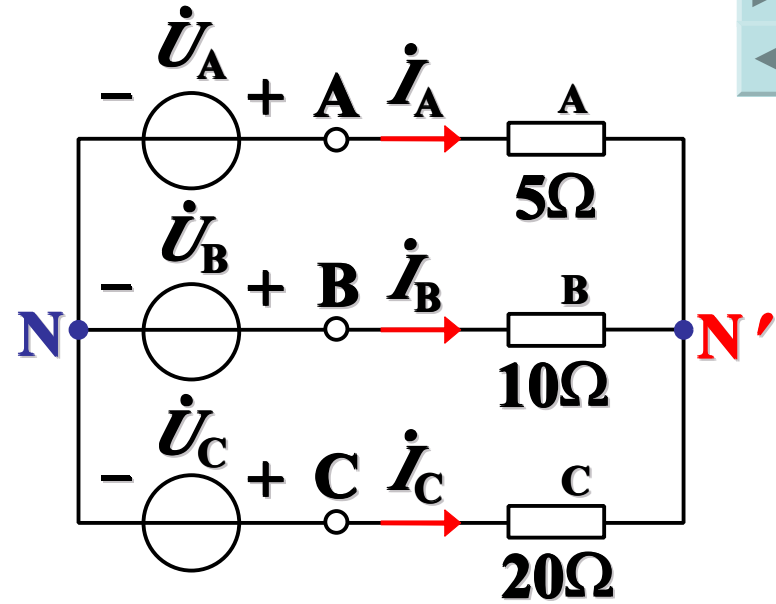 U̇A
− + A İA A
5Ω
U̇B
− + B İB B
N N′
10Ω
U̇C
− + C İC C
20Ω